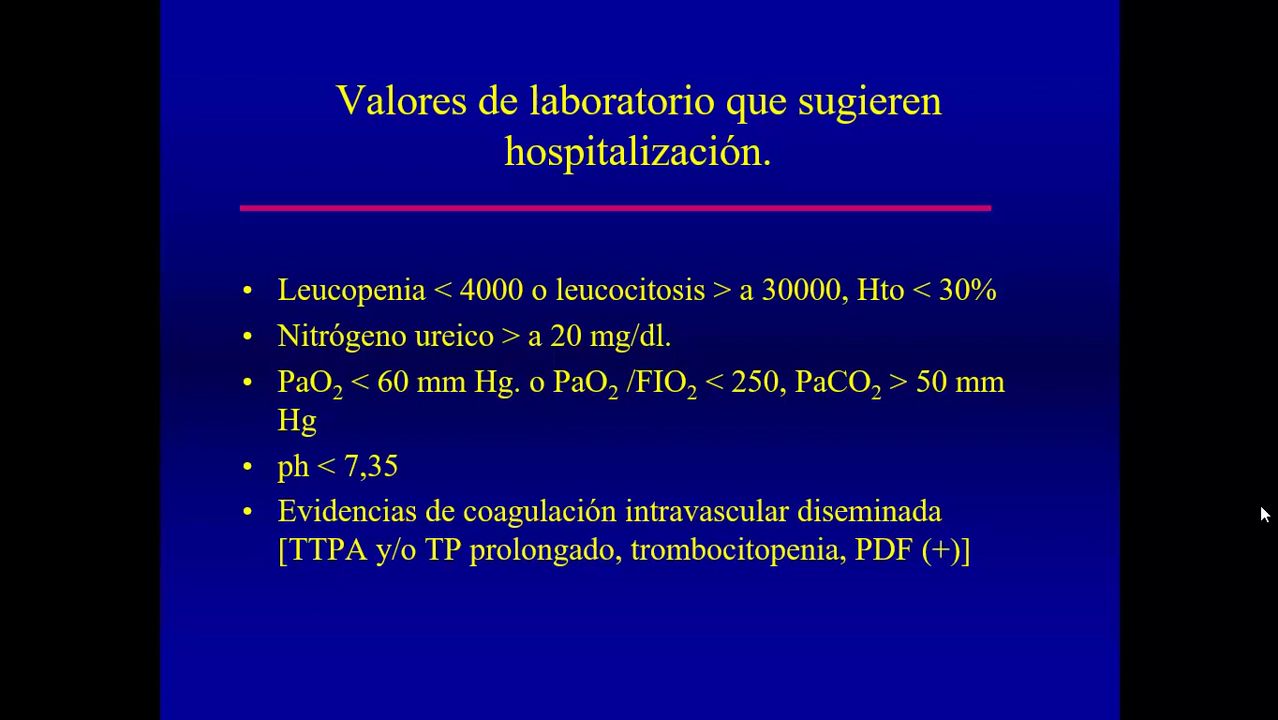 Valores de laboratorio que sugieren
hospitalización.
• Leucopenia < 4000 o leucocitosis > a 30000, Hto < 30%
• Nitrógeno ureico > a 20 mg/dl.
• PaO₂ < 60 mm Hg. o PaO₂ /FIO₂ < 250, PaCO₂ > 50 mm
Hg
• ph < 7,35
• Evidencias de coagulación intravascular diseminada
[TTPA y/o TP prolongado, trombocitopenia, PDF (+)]